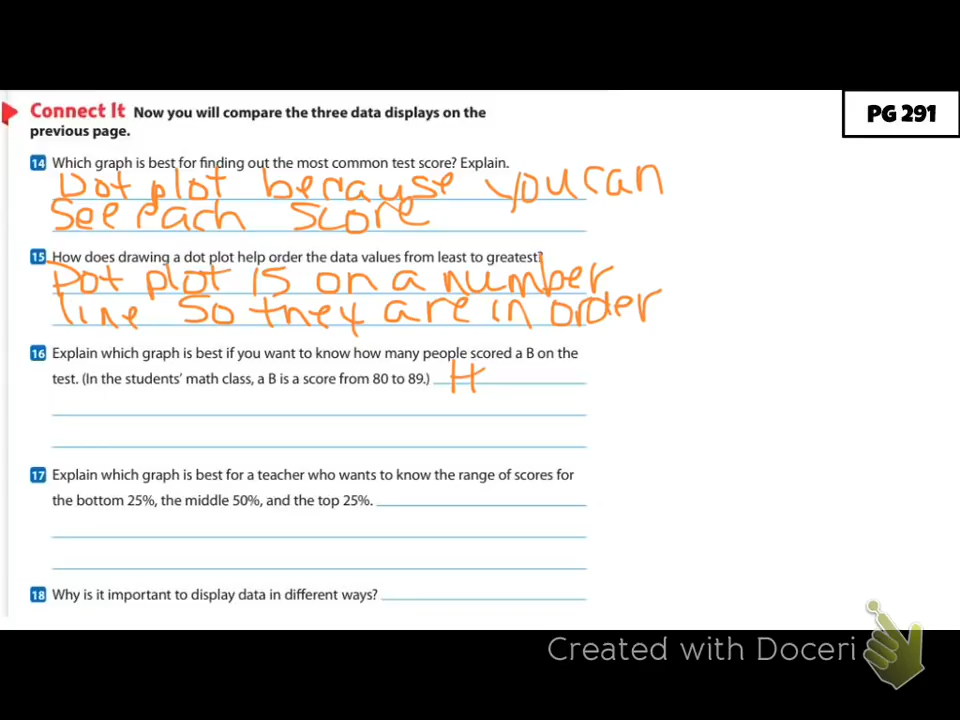 Connect It Now you will compare the three data displays on the
previous page.
PG 291
14 Which graph is best for finding out the most common test score? Explain.
Dot plot because you can
see each score
15 How does drawing a dot plot help order the data values from least to greatest?
Dot plot is on a number
line so they are in order
16 Explain which graph is best if you want to know how many people scored a B on the
test. (In the students' math class, a B is a score from 80 to 89.) H
17 Explain which graph is best for a teacher who wants to know the range of scores for
the bottom 25%, the middle 50%, and the top 25%.
18 Why is it important to display data in different ways?
Created with Doceri